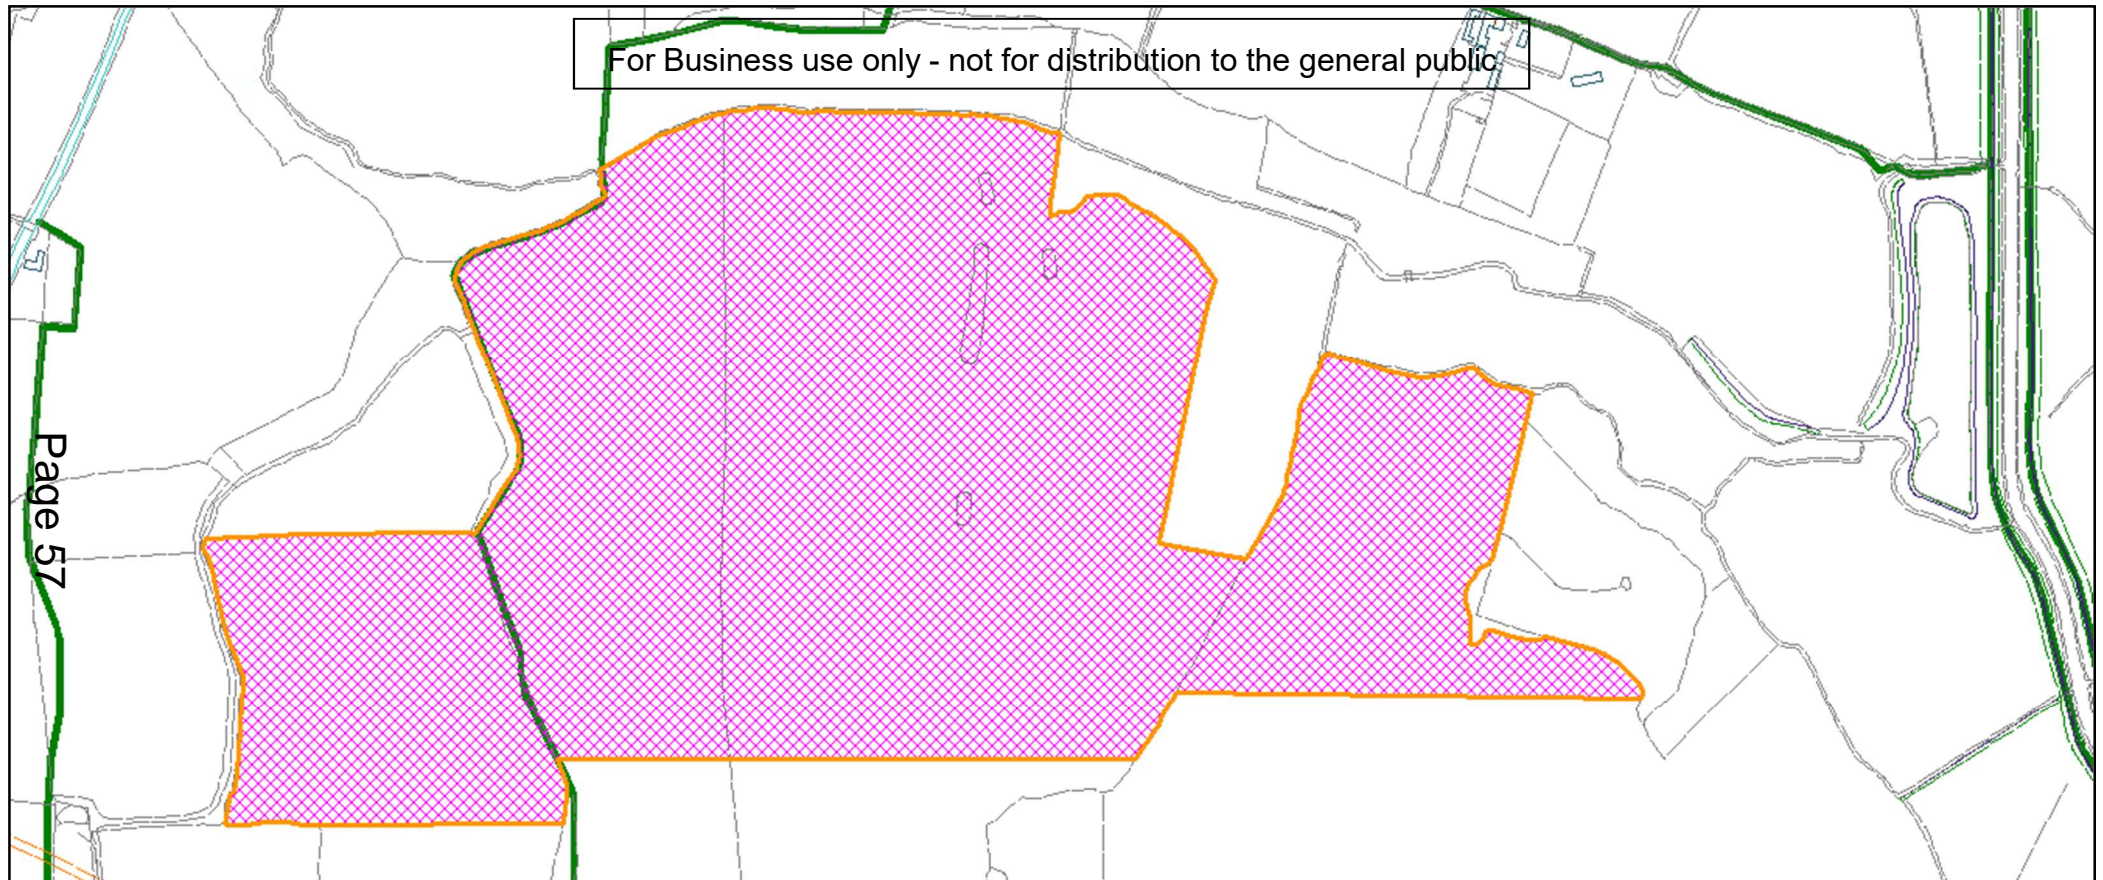 For Business use only - not for distribution to the general public
Page 57